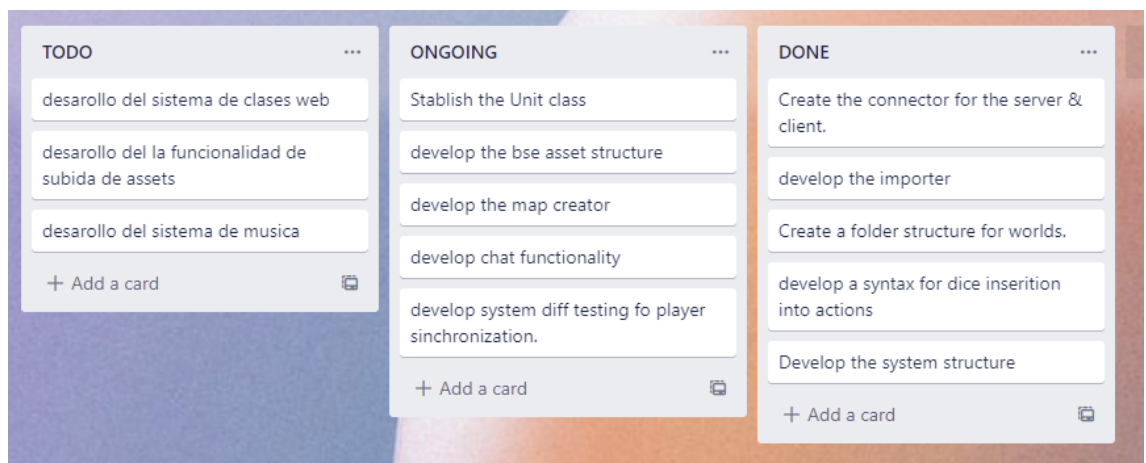 TODO
desarollo del sistema de clases web
desarollo del la funcionalidad de
subida de assets
desarollo del sistema de musica
+ Add a card
ONGOING
Stablish the Unit class
develop the bse asset structure
develop the map creator
develop chat functionality
develop system diff testing fo player
sinchronization.
+ Add a card
DONE
Create the connector for the server &
client.
develop the importer
Create a folder structure for worlds.
develop a syntax for dice inserition
into actions
Develop the system structure
+ Add a card